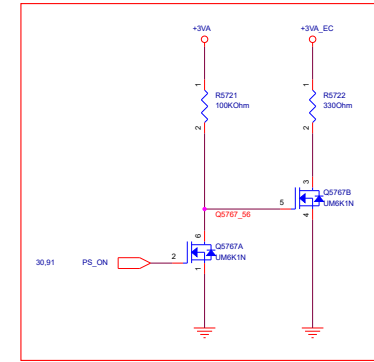 +3VA
+3VA_EC
1
R5721
100KOhm
2
1
R5722
330Ohm
2
3
Q5767B
5
UM6K1N
4
Q5767_56
6
Q5767A
2
UM6K1N
1
30,91
PS_ON